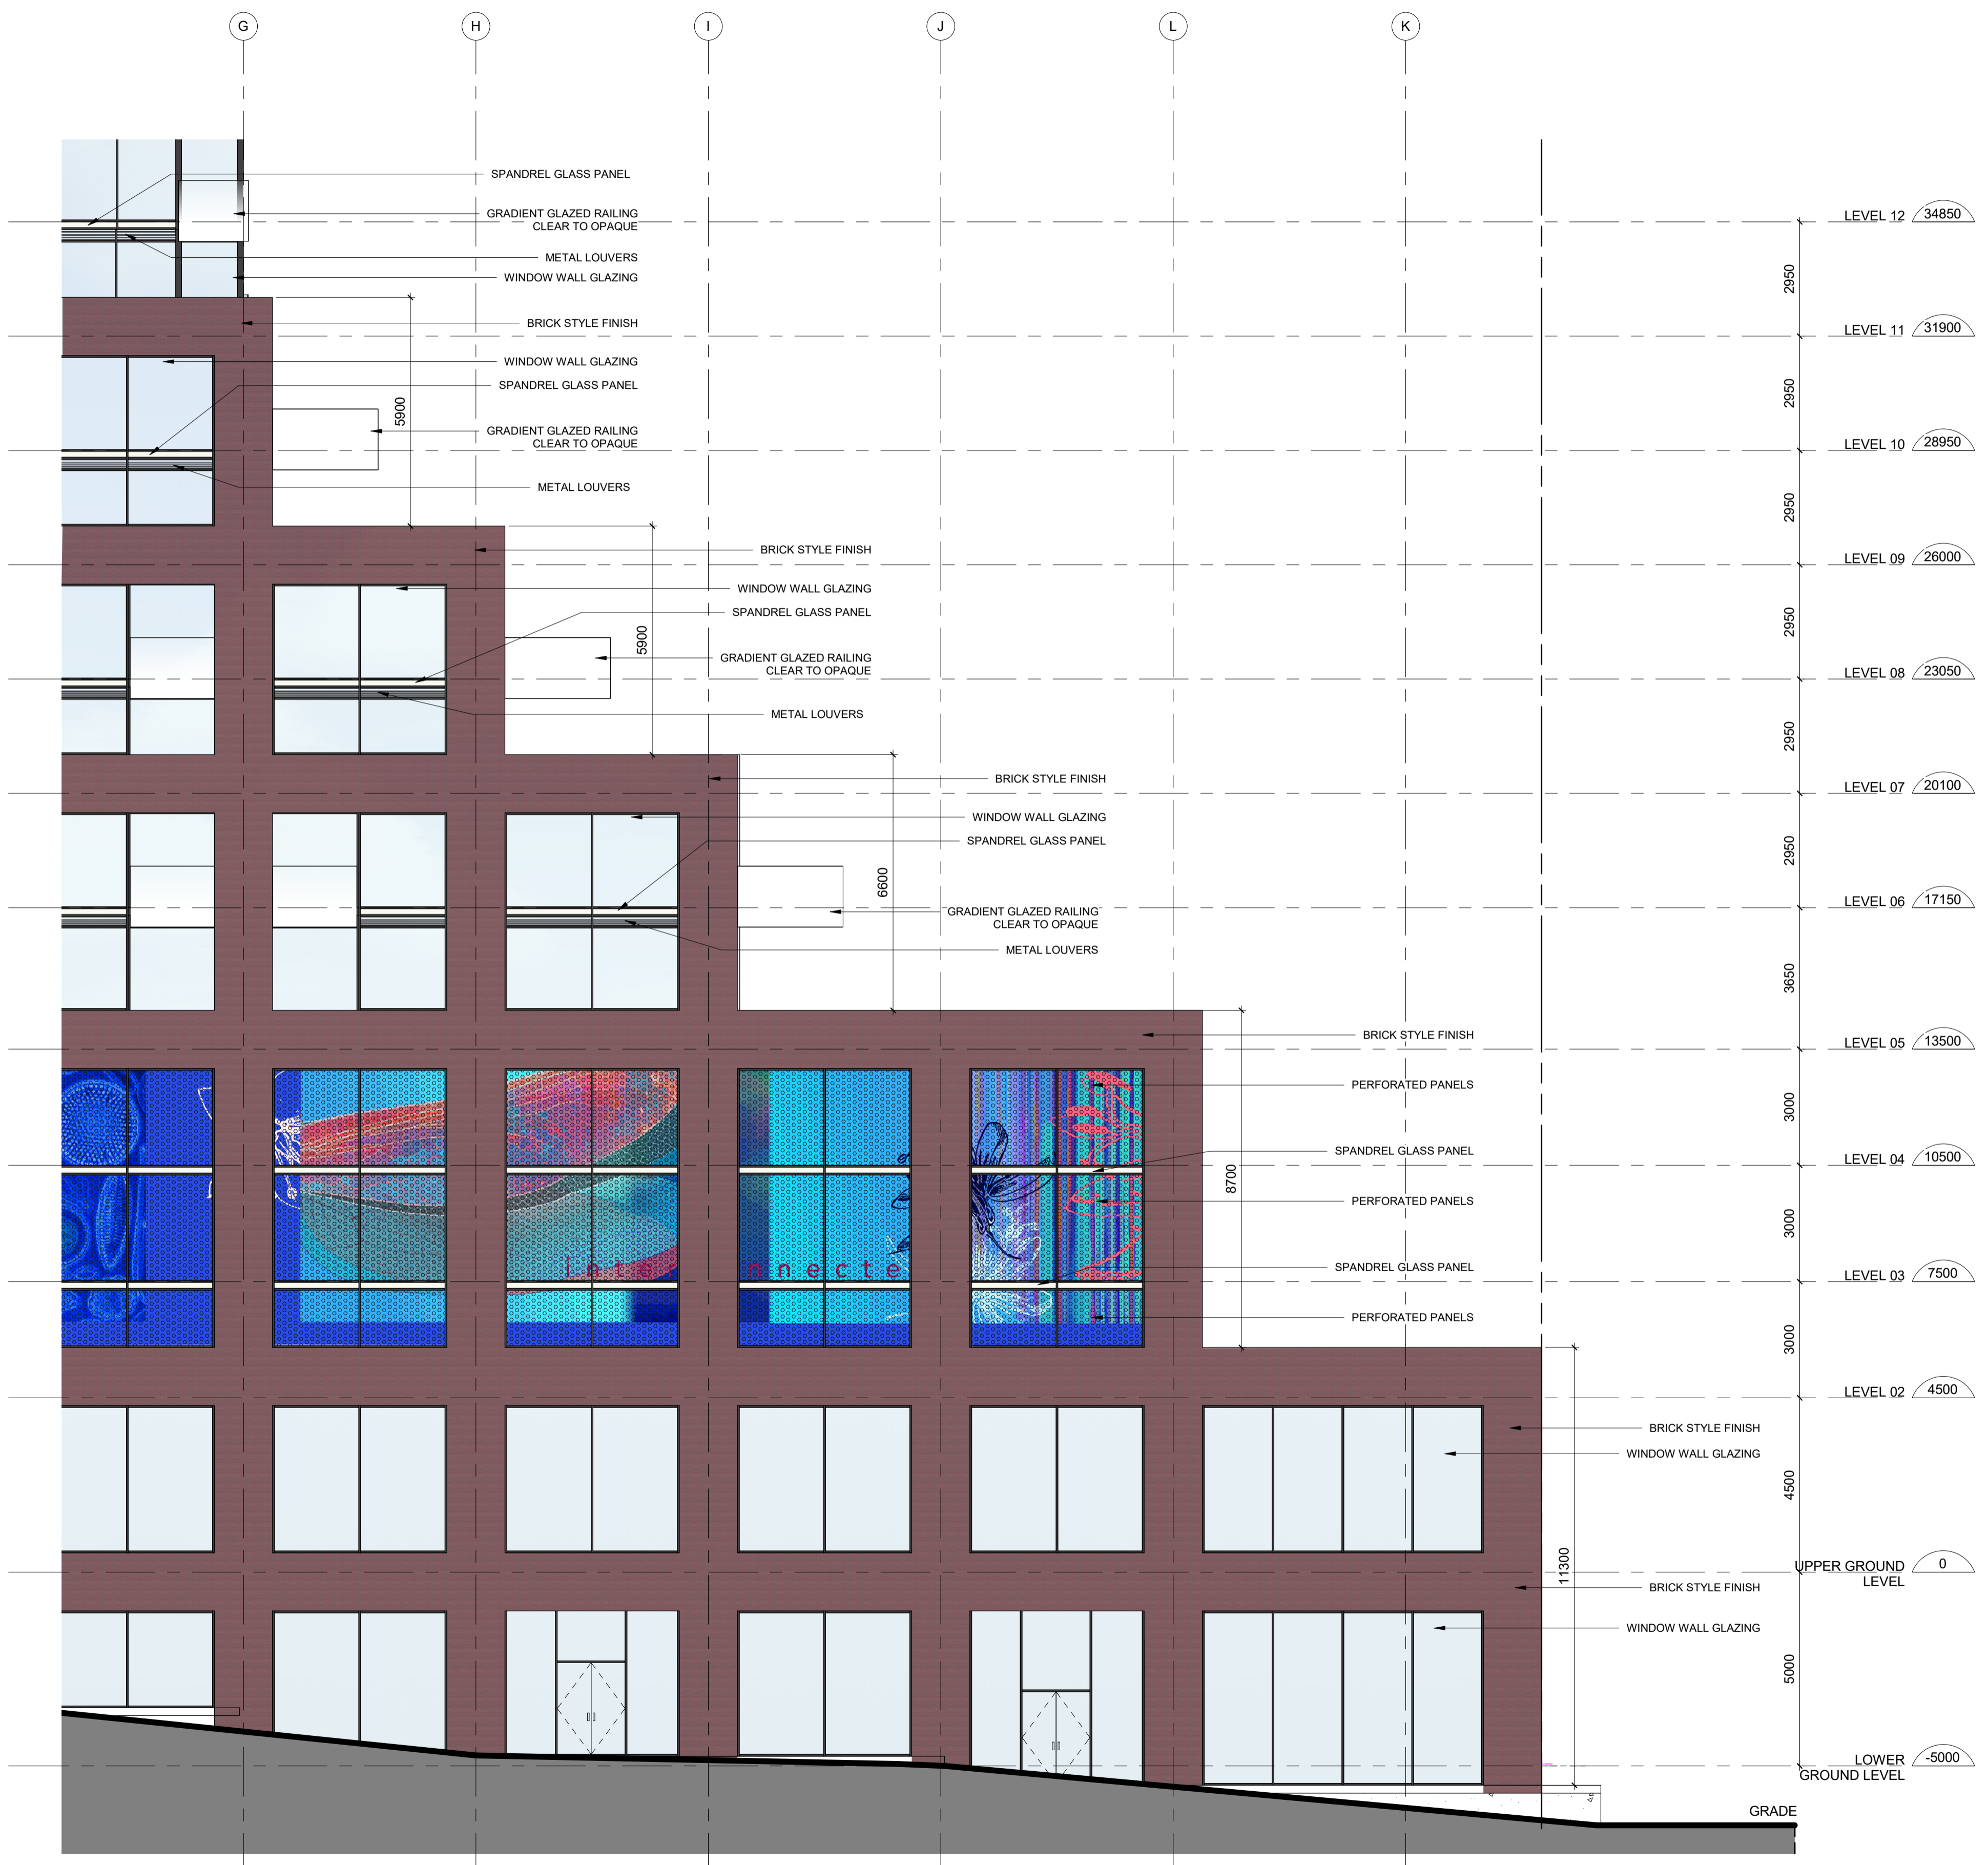 G H I J L K
SPANDREL GLASS PANEL
GRADIENT GLAZED RAILING
CLEAR TO OPAQUE
LEVEL 12 34850
METAL LOUVERS
WINDOW WALL GLAZING
2950
BRICK STYLE FINISH
LEVEL 11 31900
WINDOW WALL GLAZING
SPANDREL GLASS PANEL
5900
2950
GRADIENT GLAZED RAILING
CLEAR TO OPAQUE
LEVEL 10 28950
METAL LOUVERS
2950
BRICK STYLE FINISH
LEVEL 09 26000
WINDOW WALL GLAZING
SPANDREL GLASS PANEL
5900
2950
GRADIENT GLAZED RAILING
CLEAR TO OPAQUE
LEVEL 08 23050
METAL LOUVERS
2950
BRICK STYLE FINISH
LEVEL 07 20100
WINDOW WALL GLAZING
SPANDREL GLASS PANEL
2950
6600
GRADIENT GLAZED RAILING
CLEAR TO OPAQUE
LEVEL 06 17150
METAL LOUVERS
3650
BRICK STYLE FINISH
LEVEL 05 13500
PERFORATED PANELS
3000
SPANDREL GLASS PANEL
LEVEL 04 10500
8700
PERFORATED PANELS
3000
inte nnecte
SPANDREL GLASS PANEL
LEVEL 03 7500
PERFORATED PANELS
3000
LEVEL 02 4500
BRICK STYLE FINISH
WINDOW WALL GLAZING
4500
11300
UPPER GROUND
LEVEL
0
BRICK STYLE FINISH
WINDOW WALL GLAZING
5000
LOWER
GROUND LEVEL
-5000
GRADE